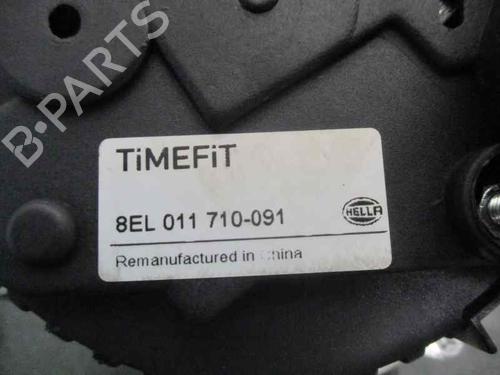 B-PARTS
TiMEFiT
8EL 011 710-091
HELLA
Remanufactured in China